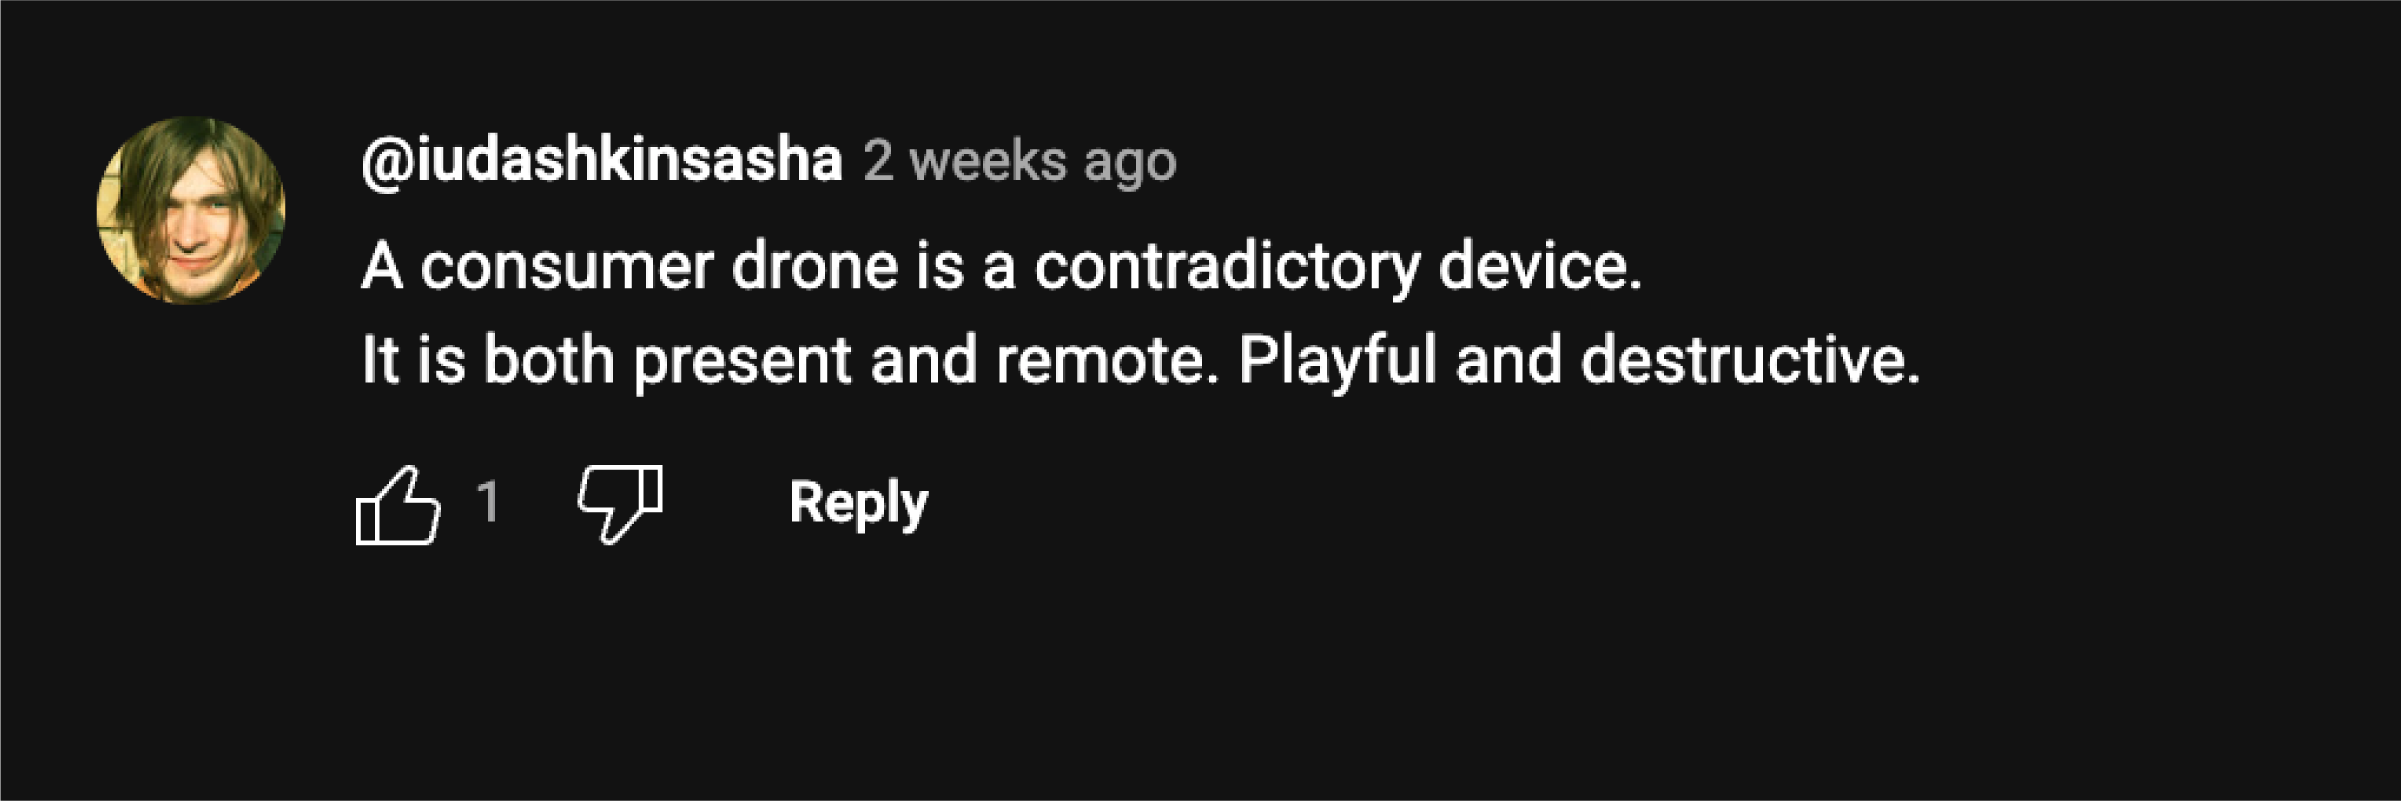 @iudashkinsasha 2 weeks ago
A consumer drone is a contradictory device.
It is both present and remote. Playful and destructive.
1 Reply